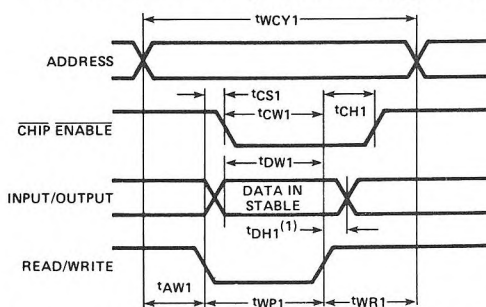 tWCY1
ADDRESS
tCS1
tCW1
tCH1
CHIP ENABLE
tDW1
INPUT/OUTPUT
DATA IN
STABLE
tDH1(1)
READ/WRITE
tAW1
tWP1
tWR1